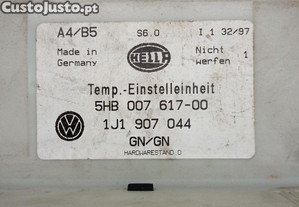 CustoJusto.pt
A4/B5 S6.0 I 1 32/97
Made in Germany
HELLA
Nicht werfen 1
Temp.-Einstelleinheit
5HB 007 617-00
1J1 907 044
GN/GN
HARDWARESTAND 0